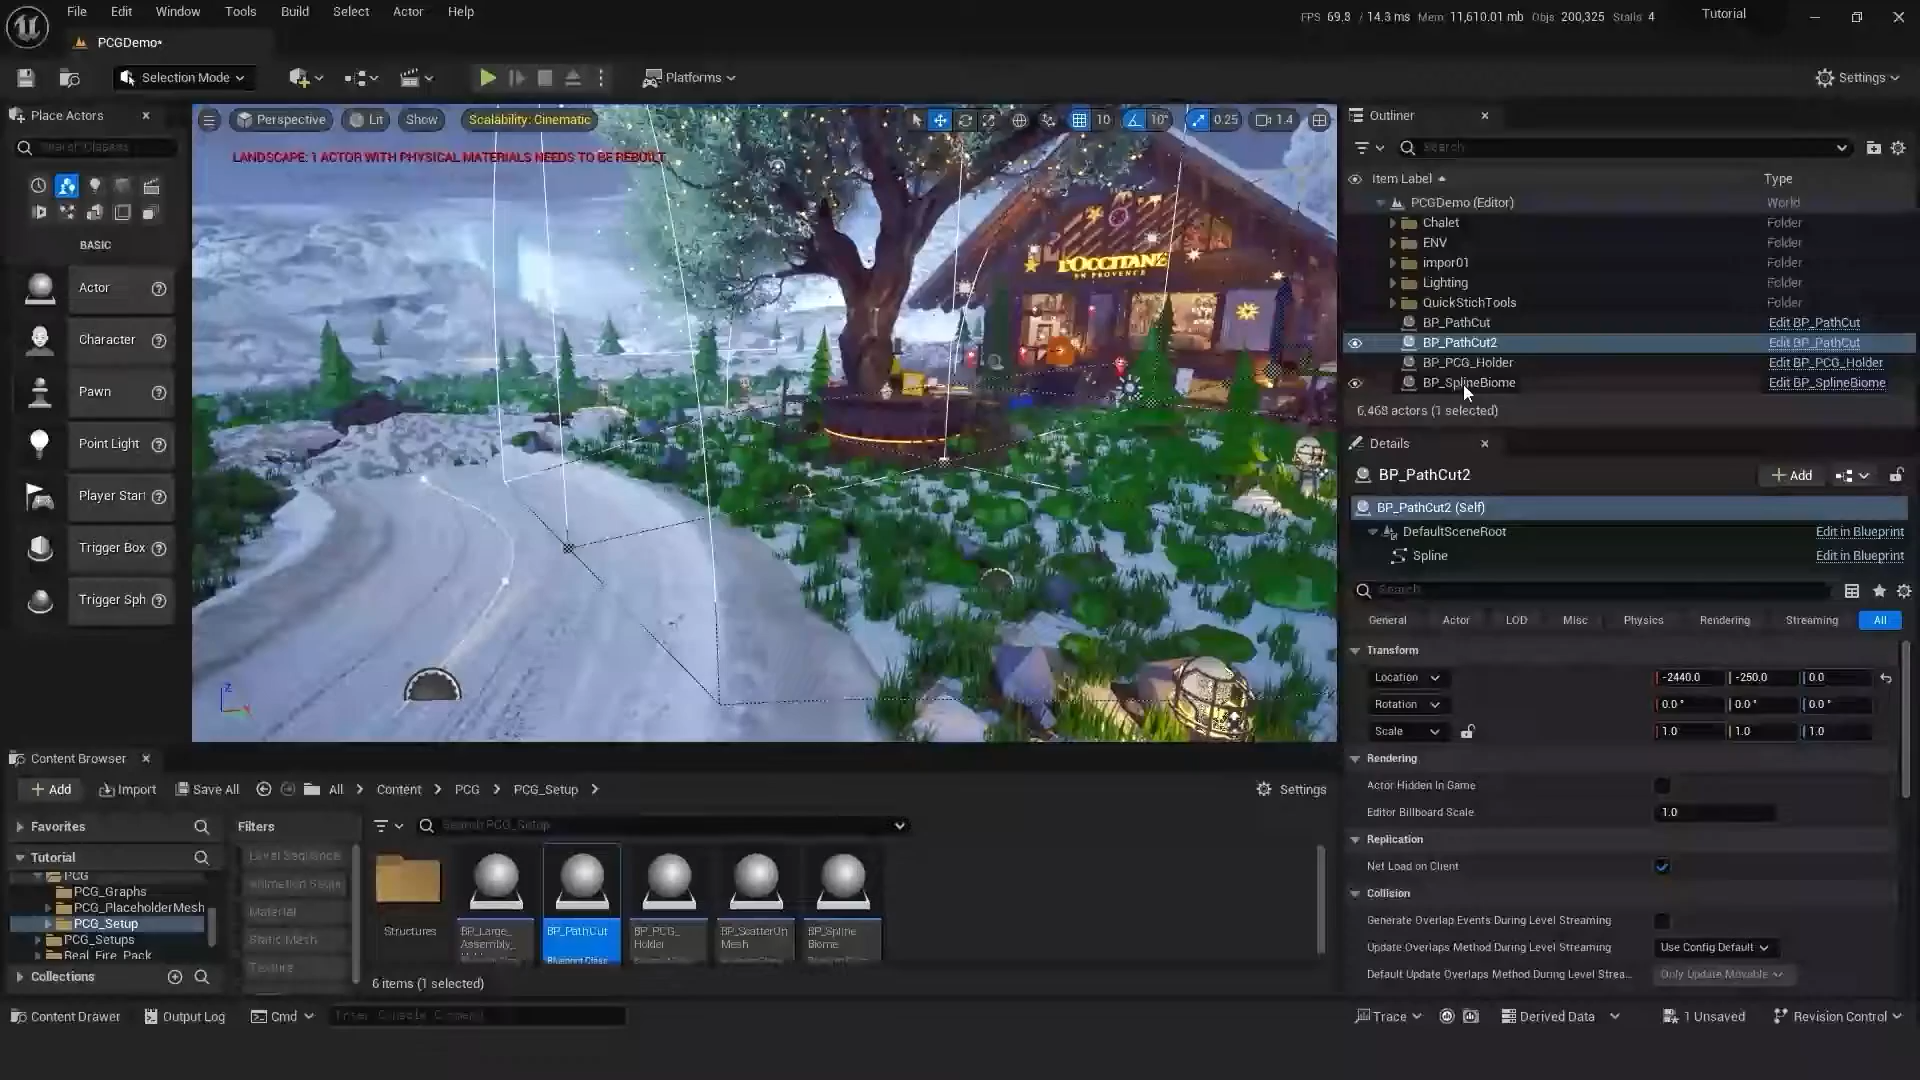 File Edit Window Tools Build Select Actor Help
FPS 69.3 / 14.3 ms Mem: 11,610.01 mb Objs: 200,325 Stalls: 4
Tutorial
PCGDemo*
Selection Mode
Platforms
Settings
Place Actors
Search Classes
BASIC
Actor
Character
Pawn
Point Light
Player Start
Trigger Box
Trigger Sph
Perspective Lit Show Scalability: Cinematic
10 10° 0.25 1.4
LANDSCAPE: 1 ACTOR WITH PHYSICAL MATERIALS NEEDS TO BE REBUILT
L'OCCITANE
EN PROVENCE
Outliner
Search
Item Label Type
PCGDemo (Editor) World
Chalet Folder
ENV Folder
impor01 Folder
Lighting Folder
QuickStichTools Folder
BP_PathCut Edit BP_PathCut
BP_PathCut2 Edit BP_PathCut
BP_PCG_Holder Edit BP_PCG_Holder
BP_SplineBiome Edit BP_SplineBiome
6,468 actors (1 selected)
Details
BP_PathCut2
Add
BP_PathCut2 (Self)
DefaultSceneRoot Edit in Blueprint
Spline Edit in Blueprint
Search
General Actor LOD Misc Physics Rendering Streaming All
Transform
Location -2440.0 -250.0 0.0
Rotation 0.0 ° 0.0 ° 0.0 °
Scale 1.0 1.0 1.0
Rendering
Actor Hidden In Game
Editor Billboard Scale 1.0
Replication
Net Load on Client
Collision
Generate Overlap Events During Level Streaming
Update Overlaps Method During Level Streaming Use Config Default
Default Update Overlaps Method During Level Strea... Only Update Movable
Content Browser
Add Import Save All All Content PCG PCG_Setup Settings
Favorites
Tutorial
PCG
PCG_Graphs
PCG_PlaceholderMesh
PCG_Setup
PCG_Setups
Real_Fire_Pack
Collections
Filters
Level Sequence
Animation Sequ
Material
Static Mesh
Texture
Search PCG_Setup
Structures
BP_Large_
Assembly_
BP_PathCut
Blueprint Class
BP_PCG_
Holder
BP_ScatterOn
Mesh
BP_Spline
Biome
6 items (1 selected)
Content Drawer Output Log Cmd Enter Console Command
Trace Derived Data 1 Unsaved Revision Control